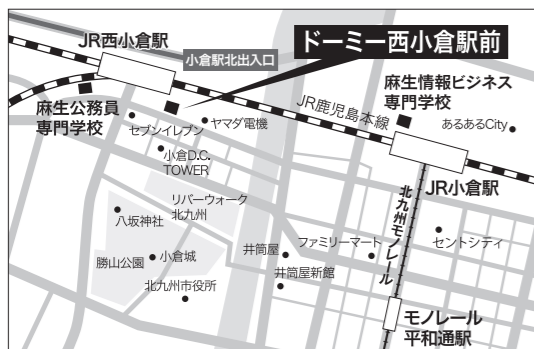 JR西小倉駅
小倉駅北出入口
ドーミー西小倉駅前
麻生公務員
専門学校
セブンイレブン
ヤマダ電機
JR鹿児島本線
麻生情報ビジネス
専門学校
あるあるCity
小倉D.C.
TOWER
JR小倉駅
リバーウォーク
北九州
八坂神社
北九州モノレール
井筒屋
ファミリーマート
セントシティ
勝山公園
小倉城
井筒屋新館
北九州市役所
モノレール
平和通駅